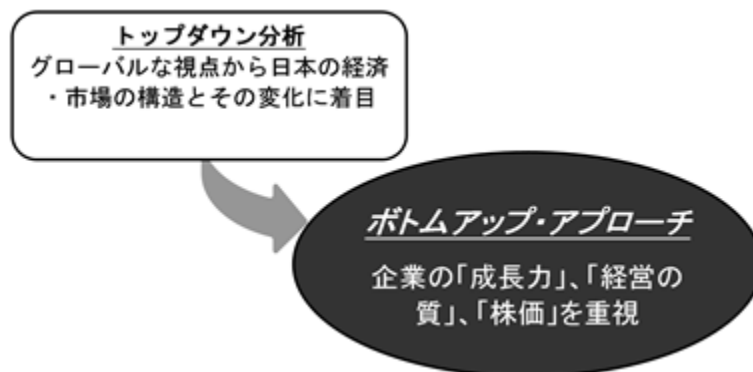 トップダウン分析
グローバルな視点から日本の経済
・市場の構造とその変化に着目
ボトムアップ・アプローチ
企業の「成長力」、「経営の
質」、「株価」を重視